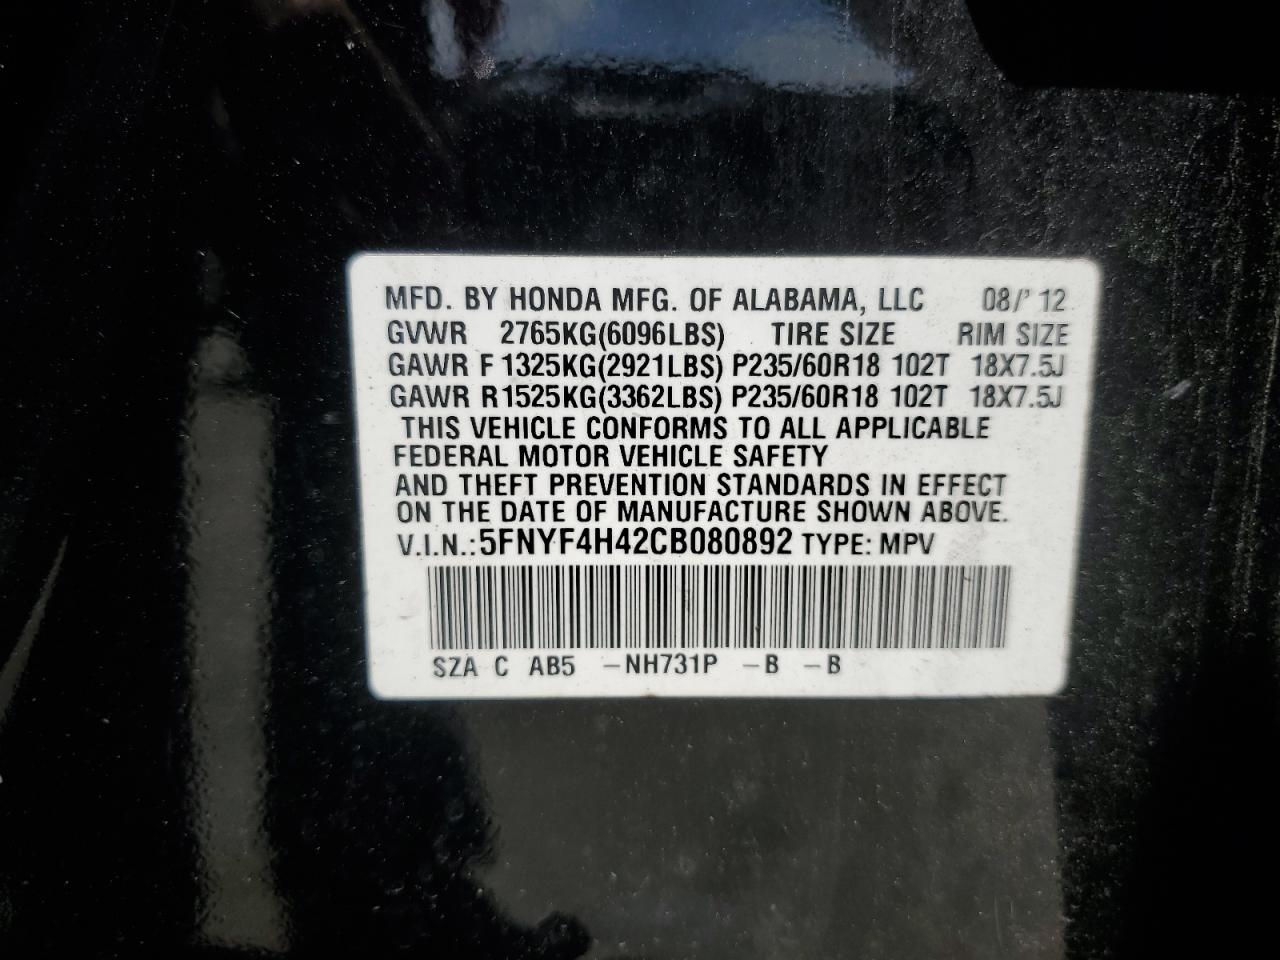 MFD. BY HONDA MFG. OF ALABAMA, LLC 08/'12
GVWR 2765KG(6096LBS) TIRE SIZE RIM SIZE
GAWR F 1325KG(2921LBS) P235/60R18 102T 18X7.5J
GAWR R1525KG(3362LBS) P235/60R18 102T 18X7.5J
THIS VEHICLE CONFORMS TO ALL APPLICABLE
FEDERAL MOTOR VEHICLE SAFETY
AND THEFT PREVENTION STANDARDS IN EFFECT
ON THE DATE OF MANUFACTURE SHOWN ABOVE.
V.I.N.:5FNYF4H42CB080892 TYPE: MPV
SZA C AB5 -NH731P -B -B